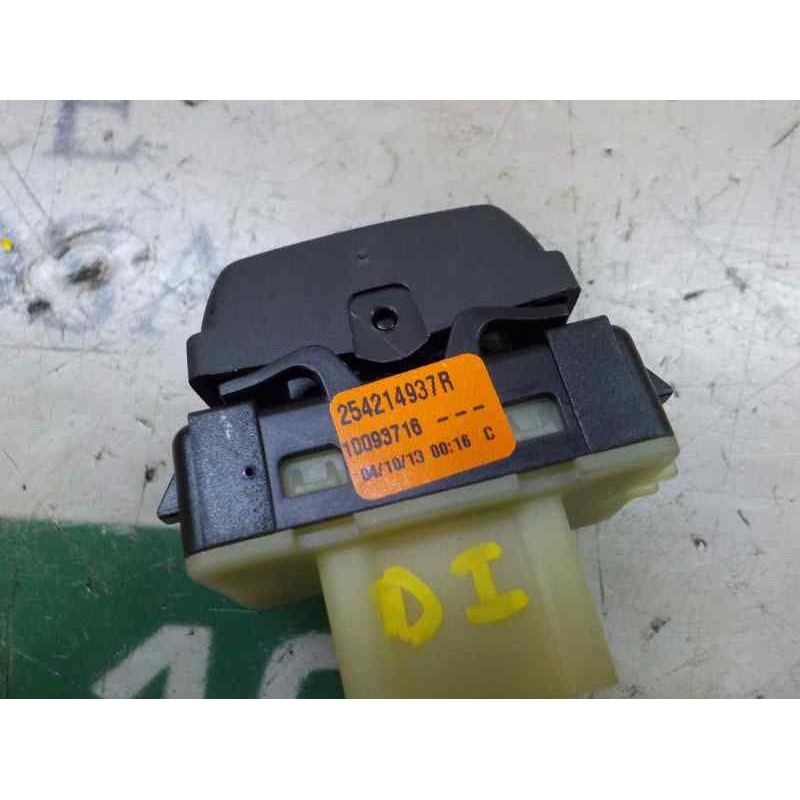 254214937R
10093716 ---
04/10/13 00:16 C
DI